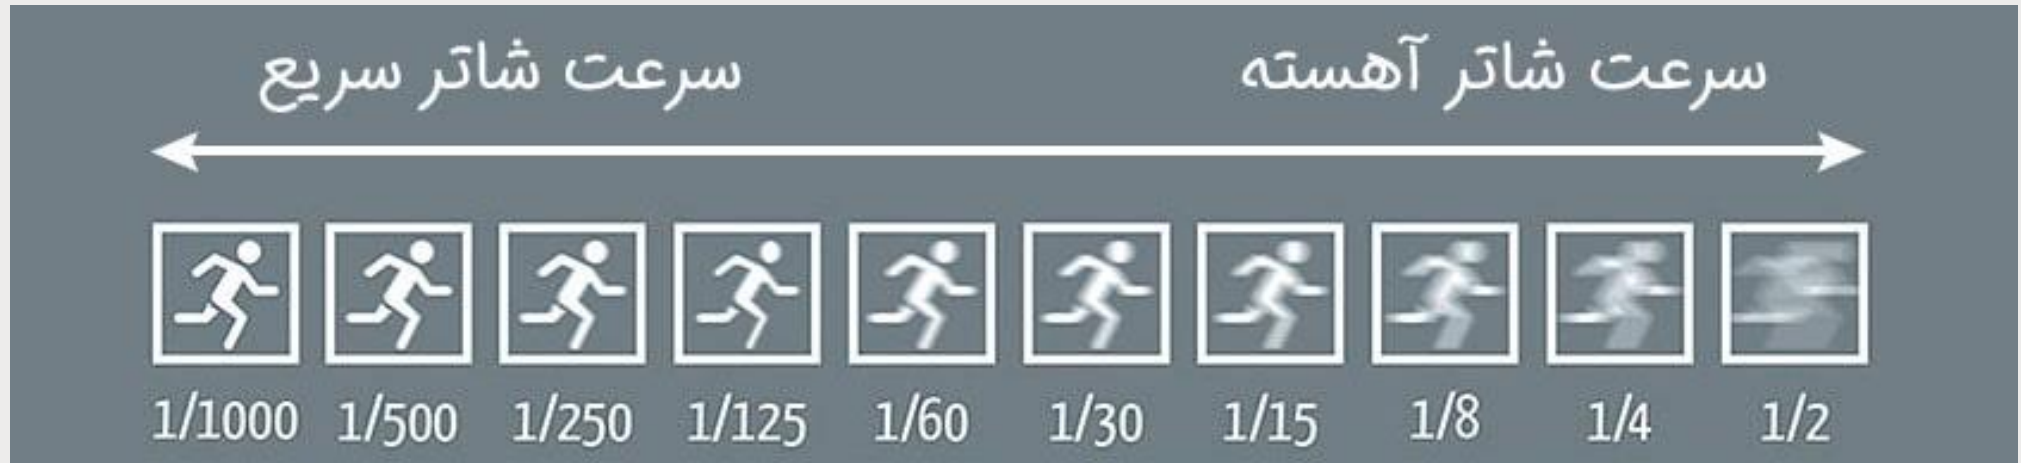 سرعت شاتر آهسته
سرعت شاتر سریع
1/1000 1/500 1/250 1/125 1/60 1/30 1/15 1/8 1/4 1/2